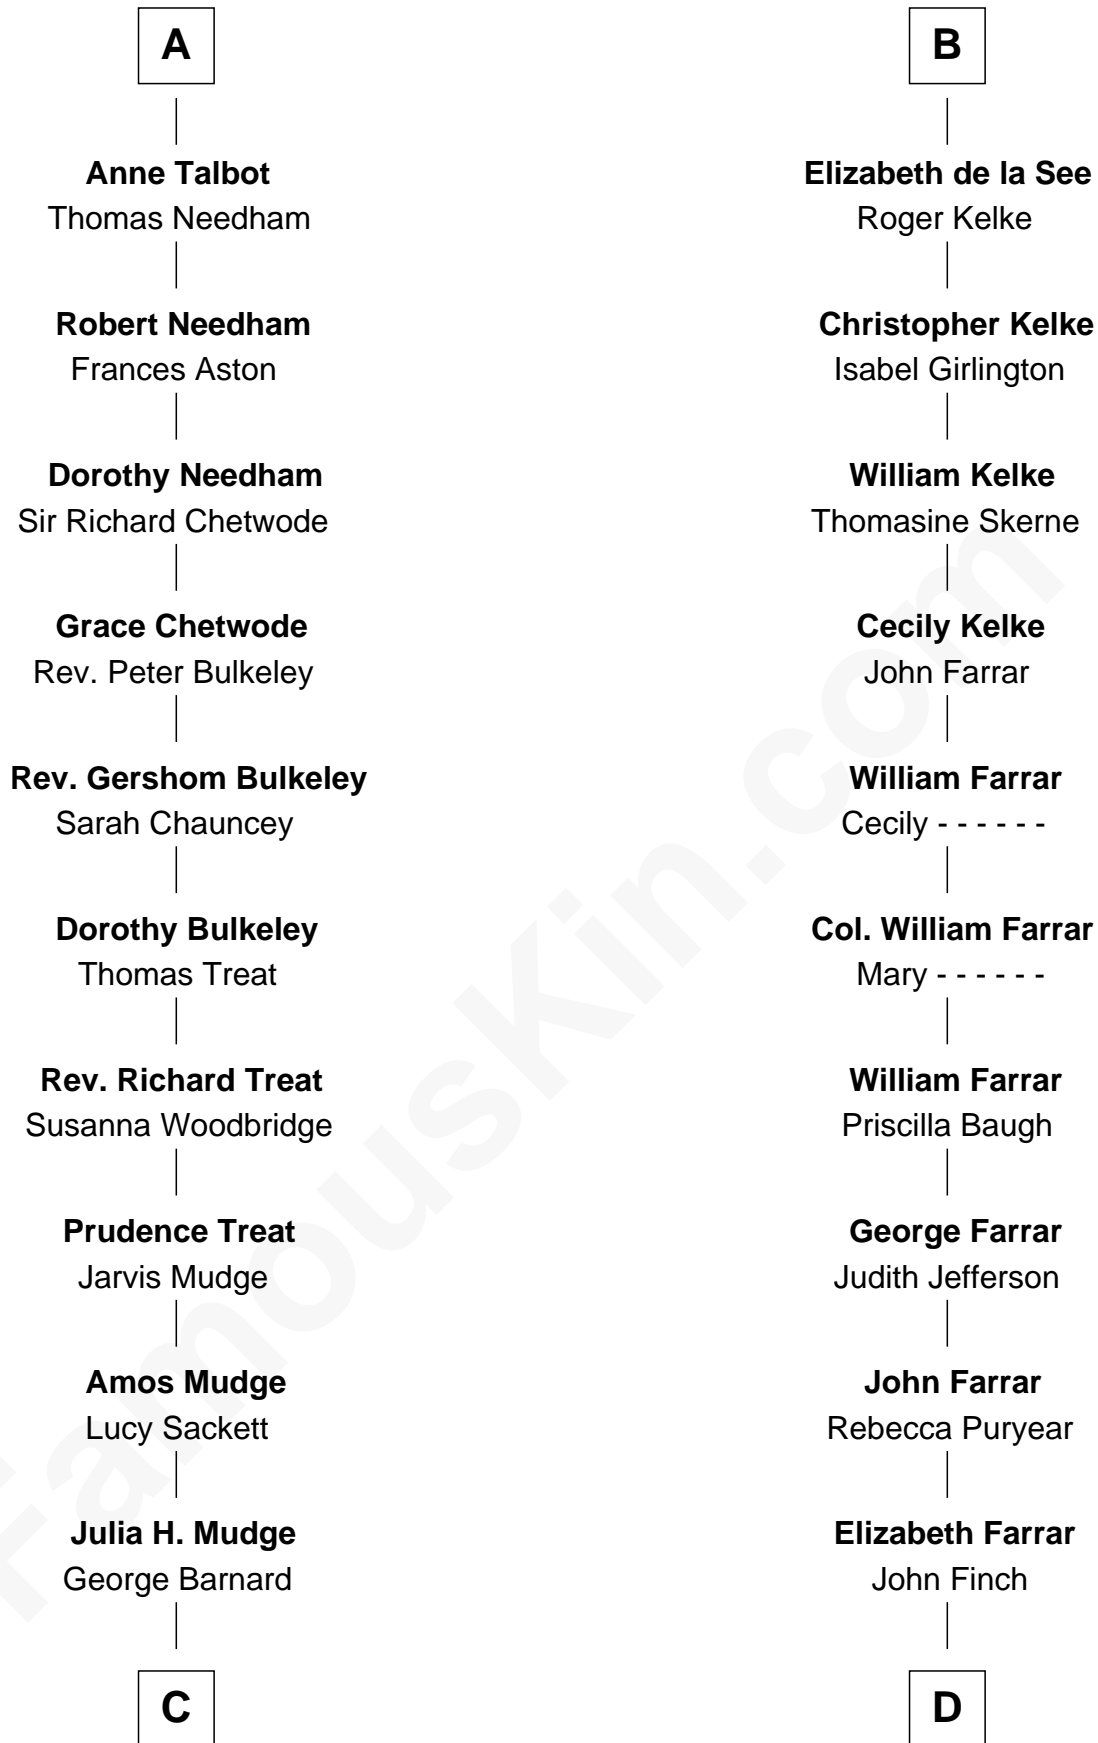 A
Anne Talbot
Thomas Needham
Robert Needham
Frances Aston
Dorothy Needham
Sir Richard Chetwode
Grace Chetwode
Rev. Peter Bulkeley
Rev. Gershom Bulkeley
Sarah Chauncey
Dorothy Bulkeley
Thomas Treat
Rev. Richard Treat
Susanna Woodbridge
Prudence Treat
Jarvis Mudge
Amos Mudge
Lucy Sackett
Julia H. Mudge
George Barnard
C
B
Elizabeth de la See
Roger Kelke
Christopher Kelke
Isabel Girlington
William Kelke
Thomasine Skerne
Cecily Kelke
John Farrar
William Farrar
Cecily - - - - - -
Col. William Farrar
Mary - - - - - -
William Farrar
Priscilla Baugh
George Farrar
Judith Jefferson
John Farrar
Rebecca Puryear
Elizabeth Farrar
John Finch
D
FamousKin.com